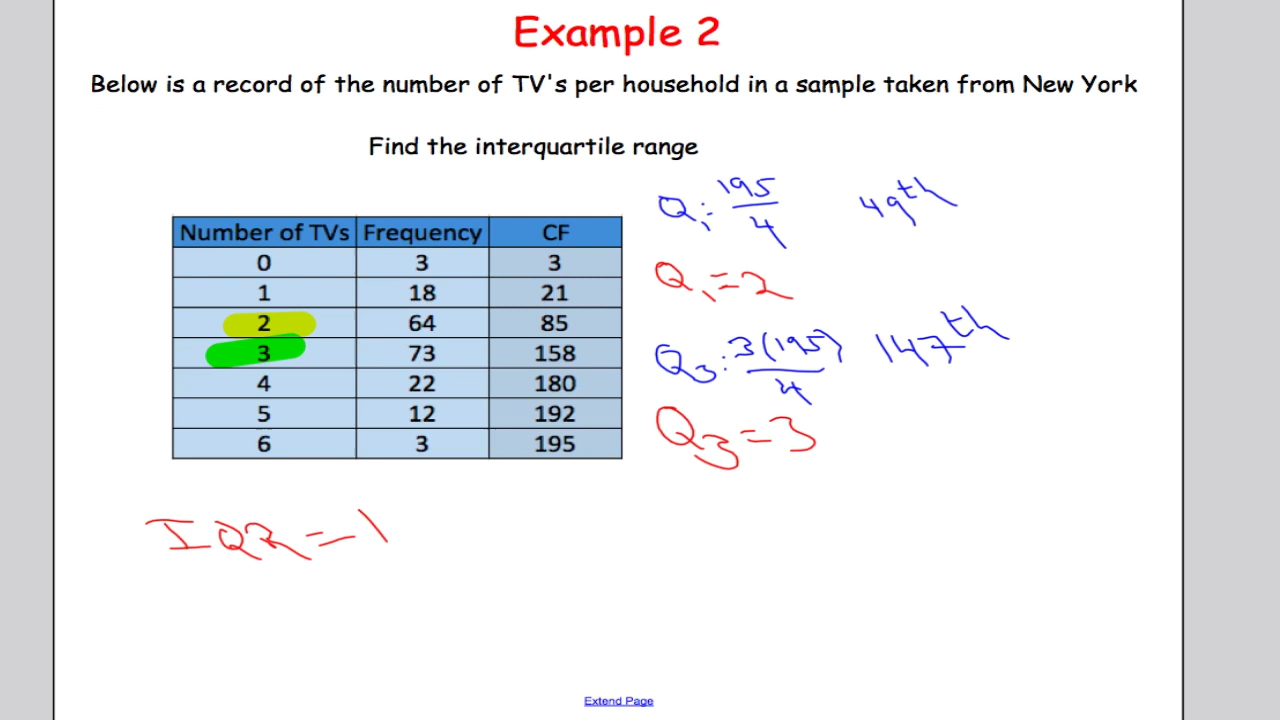 Example 2
Below is a record of the number of TV's per household in a sample taken from New York
Find the interquartile range
Number of TVs Frequency CF
0 3 3
1 18 21
2 64 85
3 73 158
4 22 180
5 12 192
6 3 195
Q1: 195/4 49th
Q1 = 2
Q3: 3(195)/4 147th
Q3 = 3
IQR = 1
Extend Page